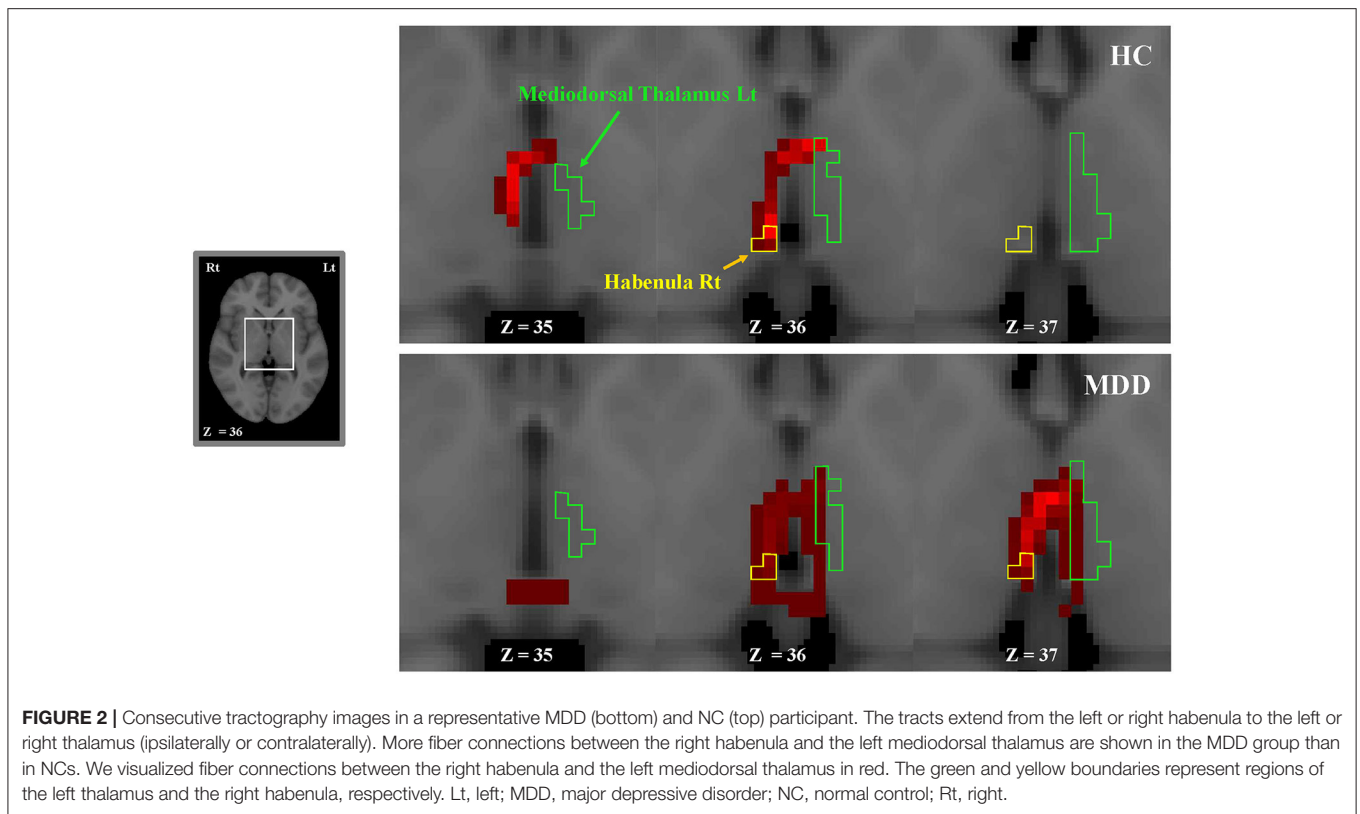 HC
Mediodorsal Thalamus Lt
Habenula Rt
Z = 35
Z = 36
Z = 37
Rt
Lt
Z = 36
MDD
Z = 35
Z = 36
Z = 37
FIGURE 2 | Consecutive tractography images in a representative MDD (bottom) and NC (top) participant. The tracts extend from the left or right habenula to the left or
right thalamus (ipsilaterally or contralaterally). More fiber connections between the right habenula and the left mediodorsal thalamus are shown in the MDD group than
in NCs. We visualized fiber connections between the right habenula and the left mediodorsal thalamus in red. The green and yellow boundaries represent regions of
the left thalamus and the right habenula, respectively. Lt, left; MDD, major depressive disorder; NC, normal control; Rt, right.